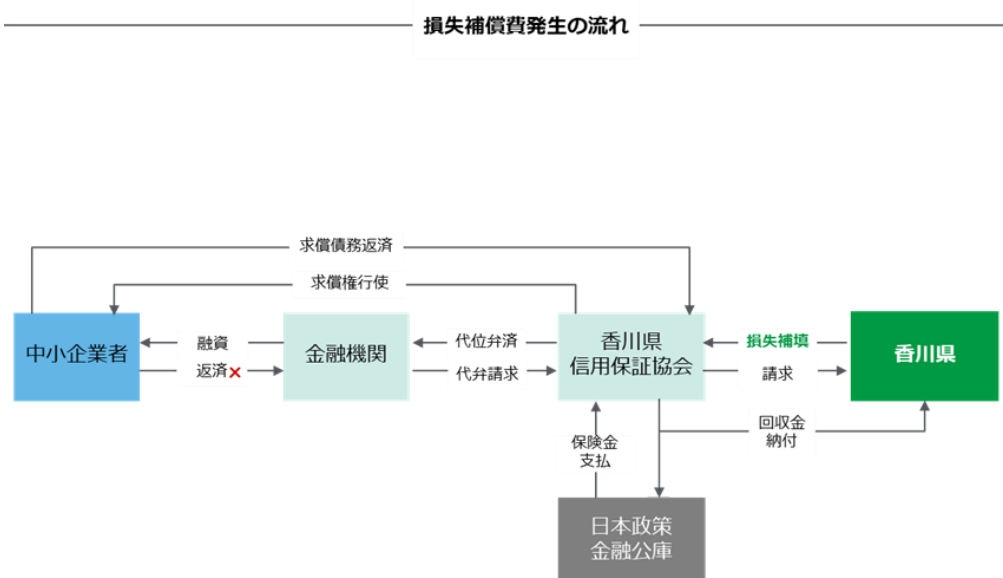 損失補償費発生の流れ
求償債務返済
求償権行使
中小企業者
融資
返済×
金融機関
代位弁済
代弁請求
香川県
信用保証協会
損失補填
請求
香川県
回収金
納付
保険金
支払
日本政策
金融公庫